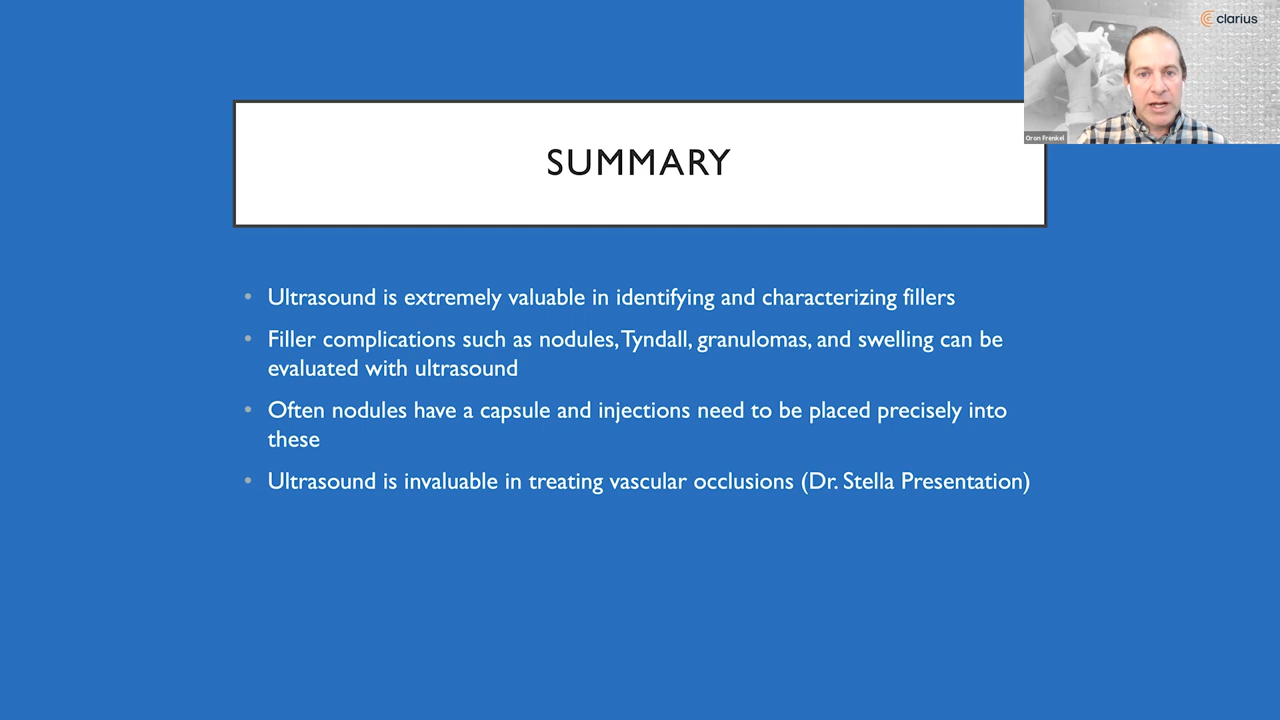 clarius
Oron Frenkel
SUMMARY
• Ultrasound is extremely valuable in identifying and characterizing fillers
• Filler complications such as nodules, Tyndall, granulomas, and swelling can be
evaluated with ultrasound
• Often nodules have a capsule and injections need to be placed precisely into
these
• Ultrasound is invaluable in treating vascular occlusions (Dr. Stella Presentation)